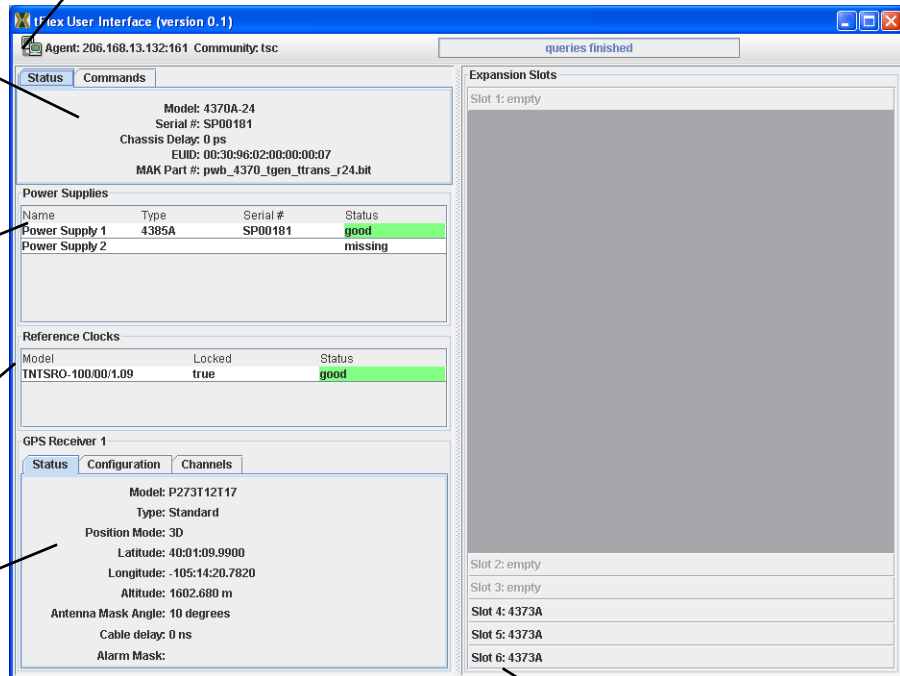 tFlex User Interface (version 0.1)
Agent: 206.168.13.132:161 Community: tsc
queries finished
Status Commands
Model: 4370A-24
Serial #: SP00181
Chassis Delay: 0 ps
EUID: 00:30:96:02:00:00:00:07
MAK Part #: pwb_4370_tgen_ttrans_r24.bit
Power Supplies
Name Type Serial # Status
Power Supply 1 4385A SP00181 good
Power Supply 2 missing
Reference Clocks
Model Locked Status
TNTSRO-100/00/1.09 true good
GPS Receiver 1
Status Configuration Channels
Model: P273T12T17
Type: Standard
Position Mode: 3D
Latitude: 40:01:09.9900
Longitude: -105:14:20.7820
Altitude: 1602.680 m
Antenna Mask Angle: 10 degrees
Cable delay: 0 ns
Alarm Mask:
Expansion Slots
Slot 1: empty
Slot 2: empty
Slot 3: empty
Slot 4: 4373A
Slot 5: 4373A
Slot 6: 4373A